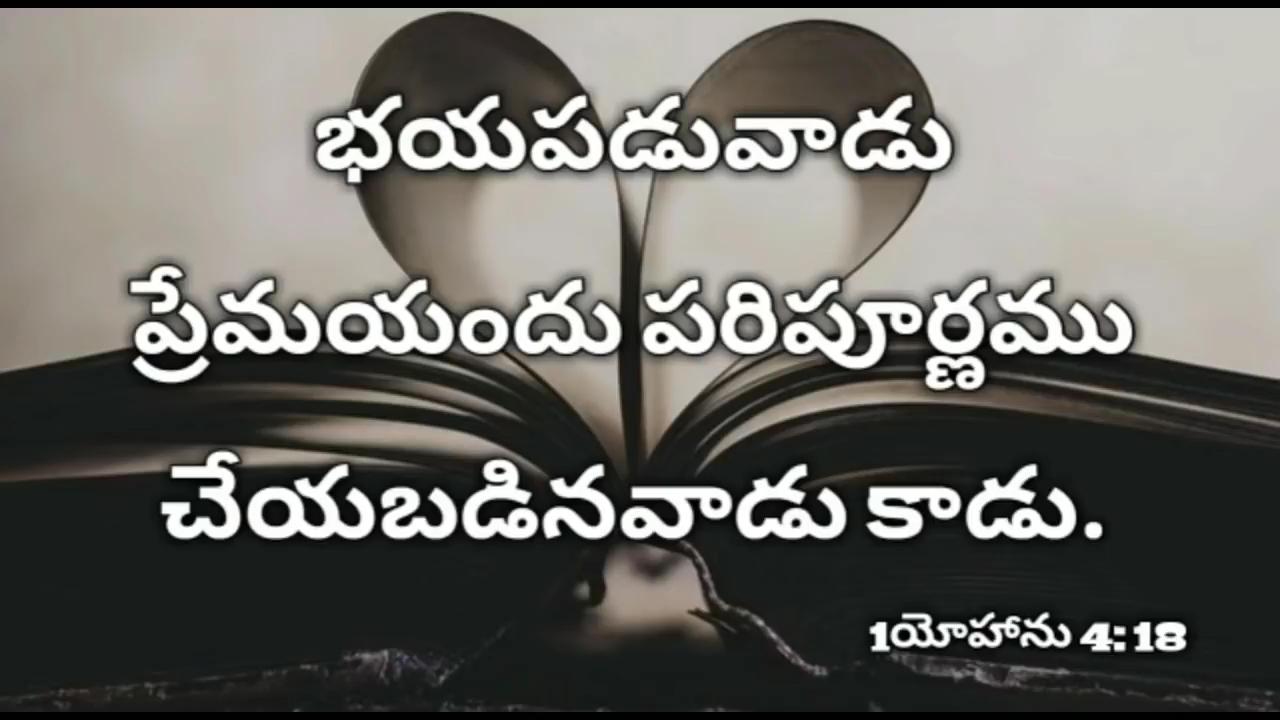 భయపడువాడు
ప్రేమయందు పరిపూర్ణము
చేయబడినవాడు కాడు.
1యోహాను 4:18